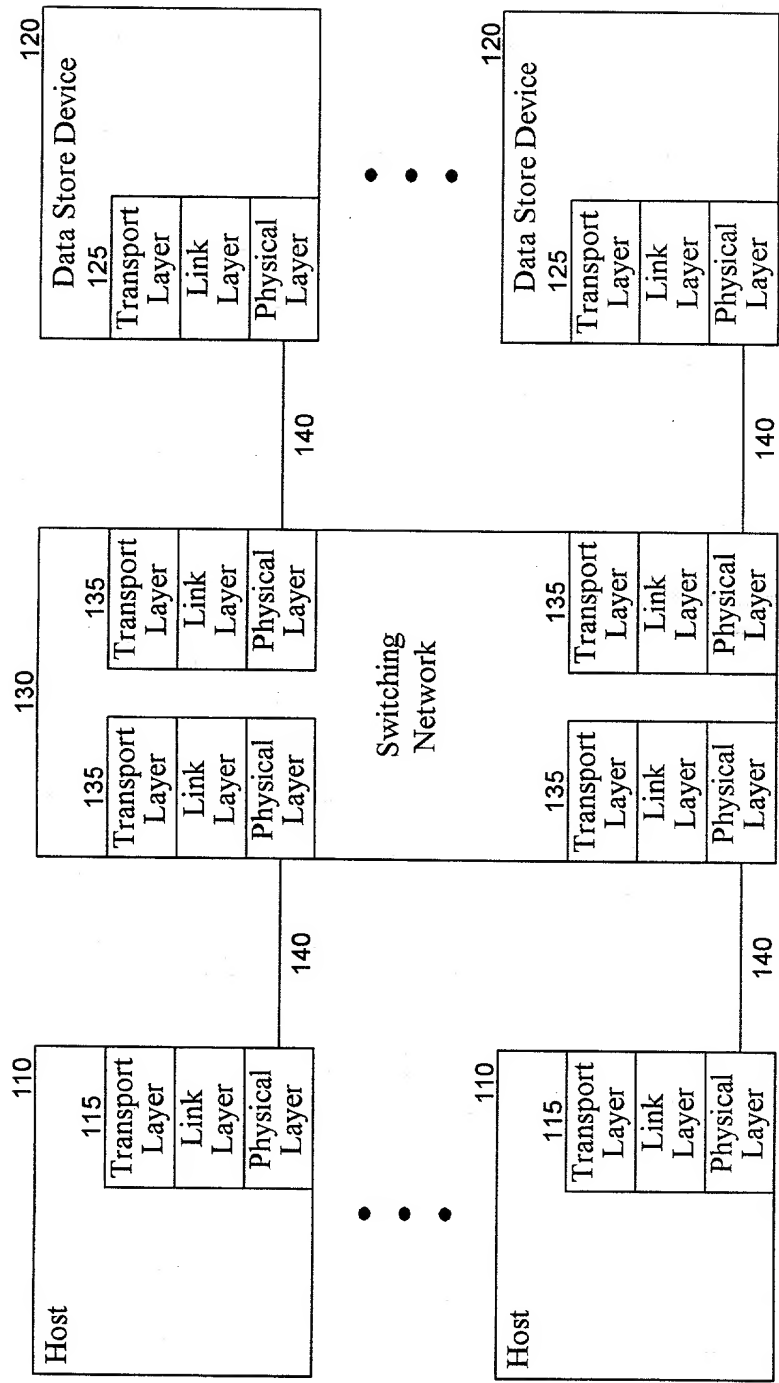 110
Host
115
Transport
Layer
Link
Layer
Physical
Layer
140
130
135
Transport
Layer
Link
Layer
Physical
Layer
135
Transport
Layer
Link
Layer
Physical
Layer
140
120
Data Store Device
125
Transport
Layer
Link
Layer
Physical
Layer
Switching
Network
110
Host
115
Transport
Layer
Link
Layer
Physical
Layer
140
135
Transport
Layer
Link
Layer
Physical
Layer
135
Transport
Layer
Link
Layer
Physical
Layer
140
120
Data Store Device
125
Transport
Layer
Link
Layer
Physical
Layer